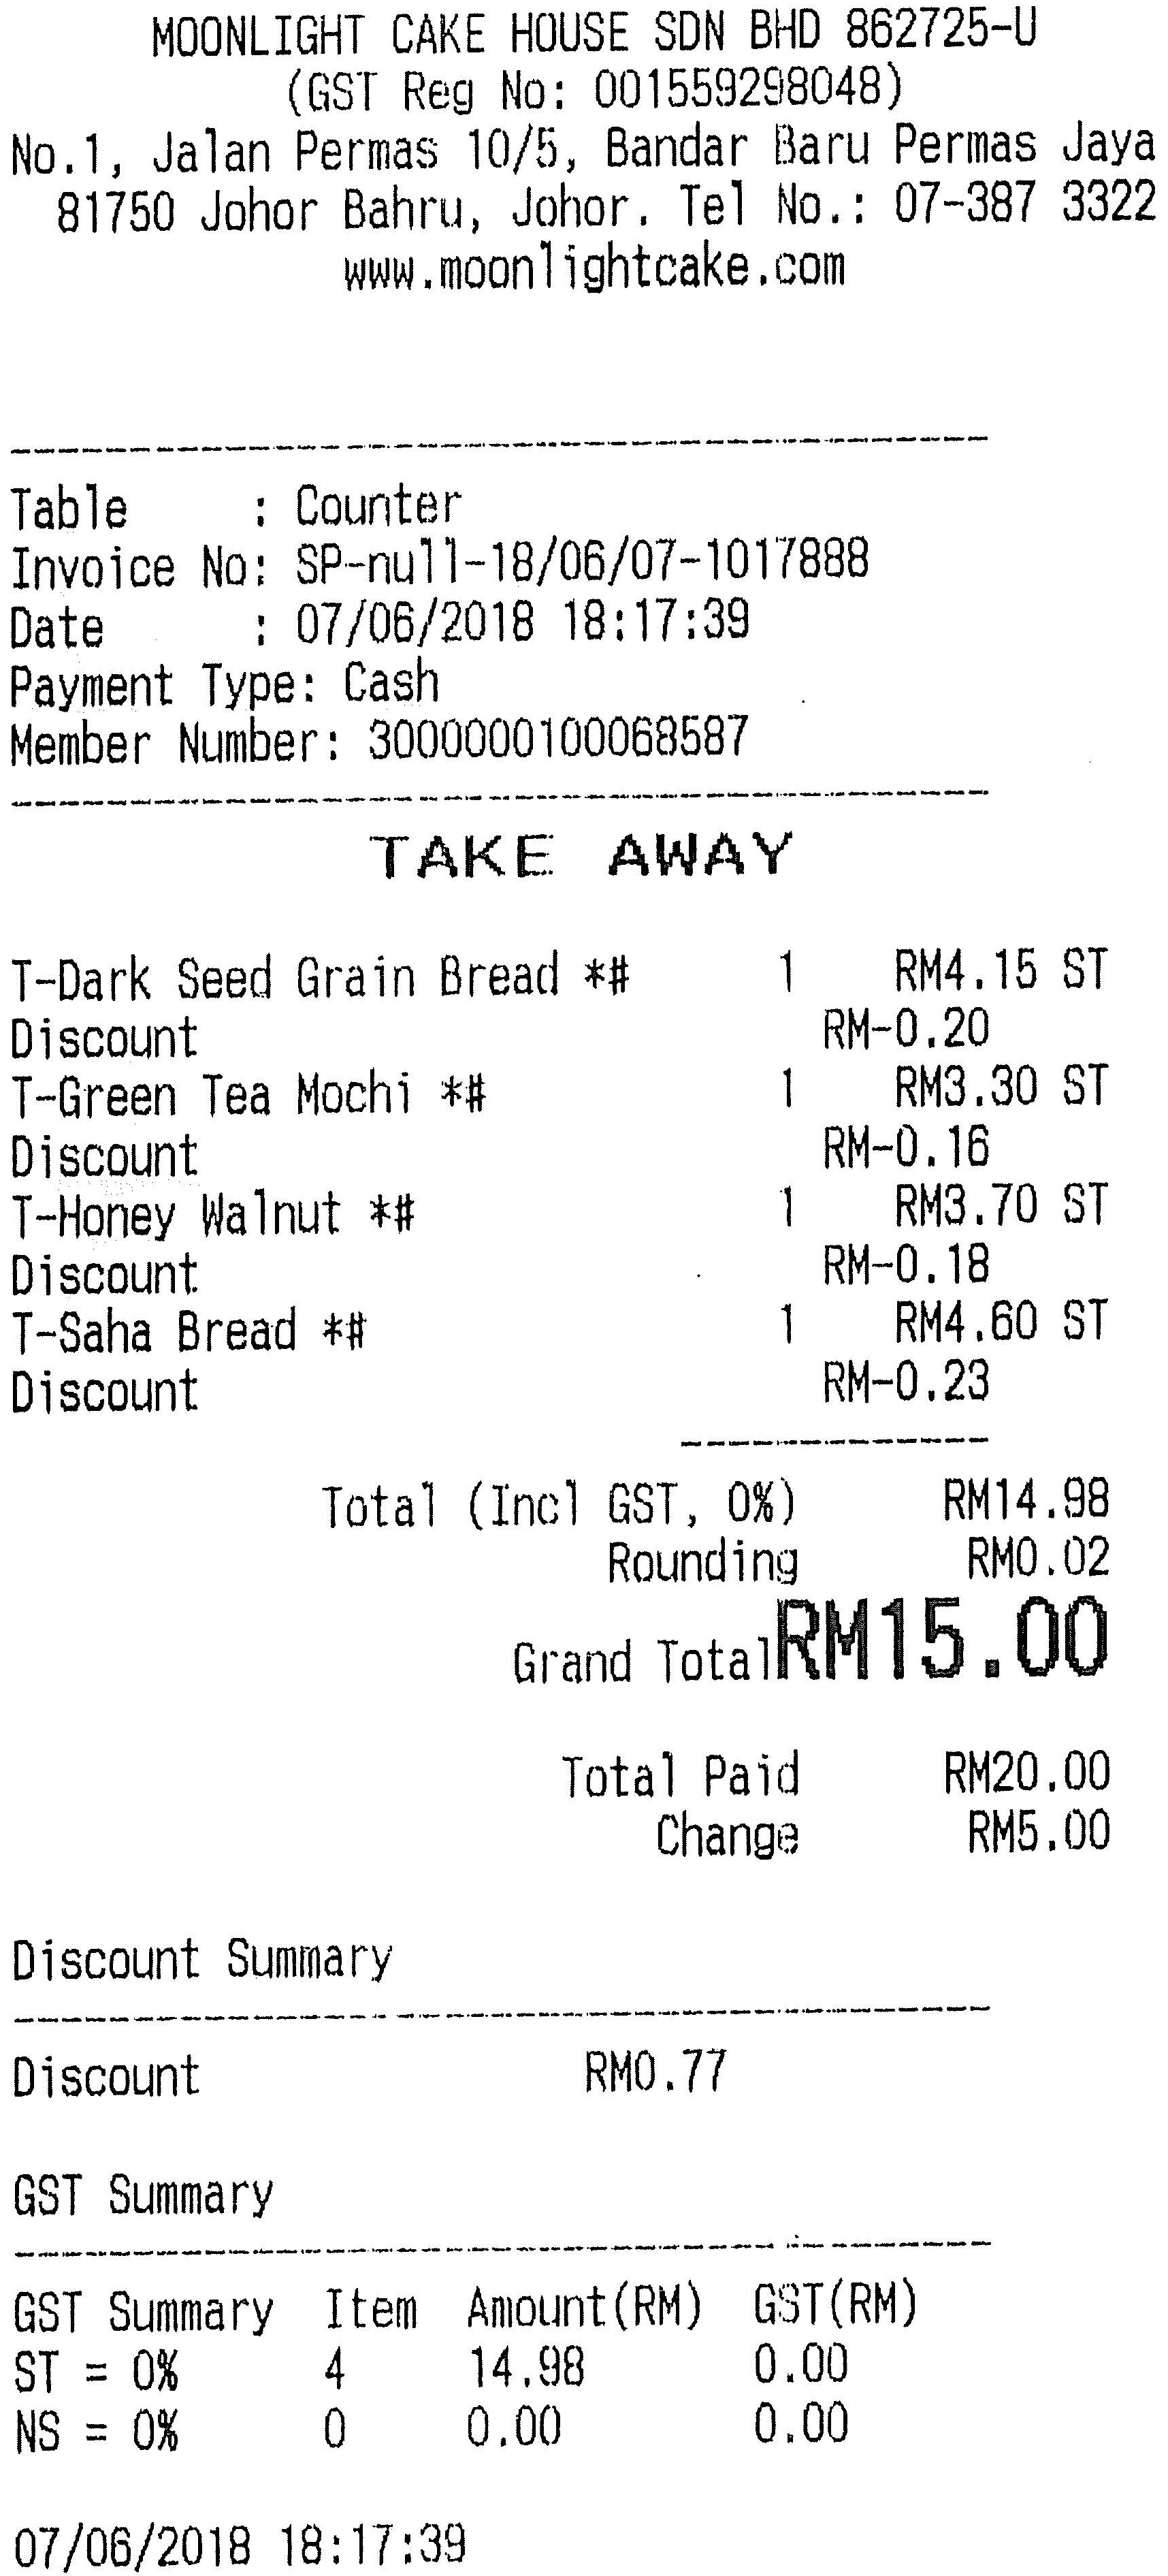 MOONLIGHT CAKE HOUSE SDN BHD 862725-U
(GST Reg No: 001559298048)
No.1, Jalan Permas 10/5, Bandar Baru Permas Jaya
81750 Johor Bahru, Johor. Tel No.: 07-387 3322
www.moonlightcake.com
Table : Counter
Invoice No: SP-null-18/06/07-1017888
Date : 07/06/2018 18:17:39
Payment Type: Cash
Member Number: 3000000100068587
TAKE AWAY
T-Dark Seed Grain Bread *# 1 RM4.15 ST
Discount RM-0.20
T-Green Tea Mochi *# 1 RM3.30 ST
Discount RM-0.16
T-Honey Walnut *# 1 RM3.70 ST
Discount RM-0.18
T-Saha Bread *# 1 RM4.60 ST
Discount RM-0.23
Total (Incl GST, 0%) RM14.98
Rounding RM0.02
Grand Total RM15.00
Total Paid RM20.00
Change RM5.00
Discount Summary
Discount RM0.77
GST Summary
GST Summary Item Amount(RM) GST(RM)
ST = 0% 4 14.98 0.00
NS = 0% 0 0.00 0.00
07/06/2018 18:17:39